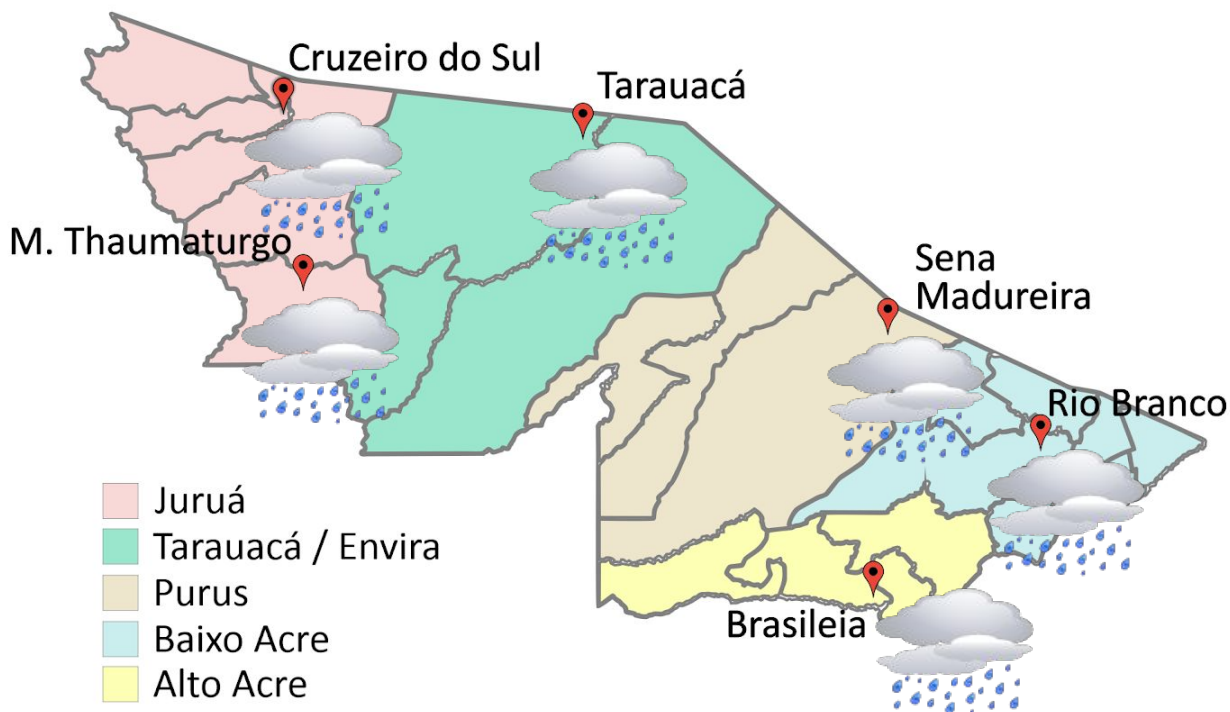 Cruzeiro do Sul
Tarauacá
M. Thaumaturgo
Sena
Madureira
Rio Branco
Brasileia
Juruá
Tarauacá / Envira
Purus
Baixo Acre
Alto Acre